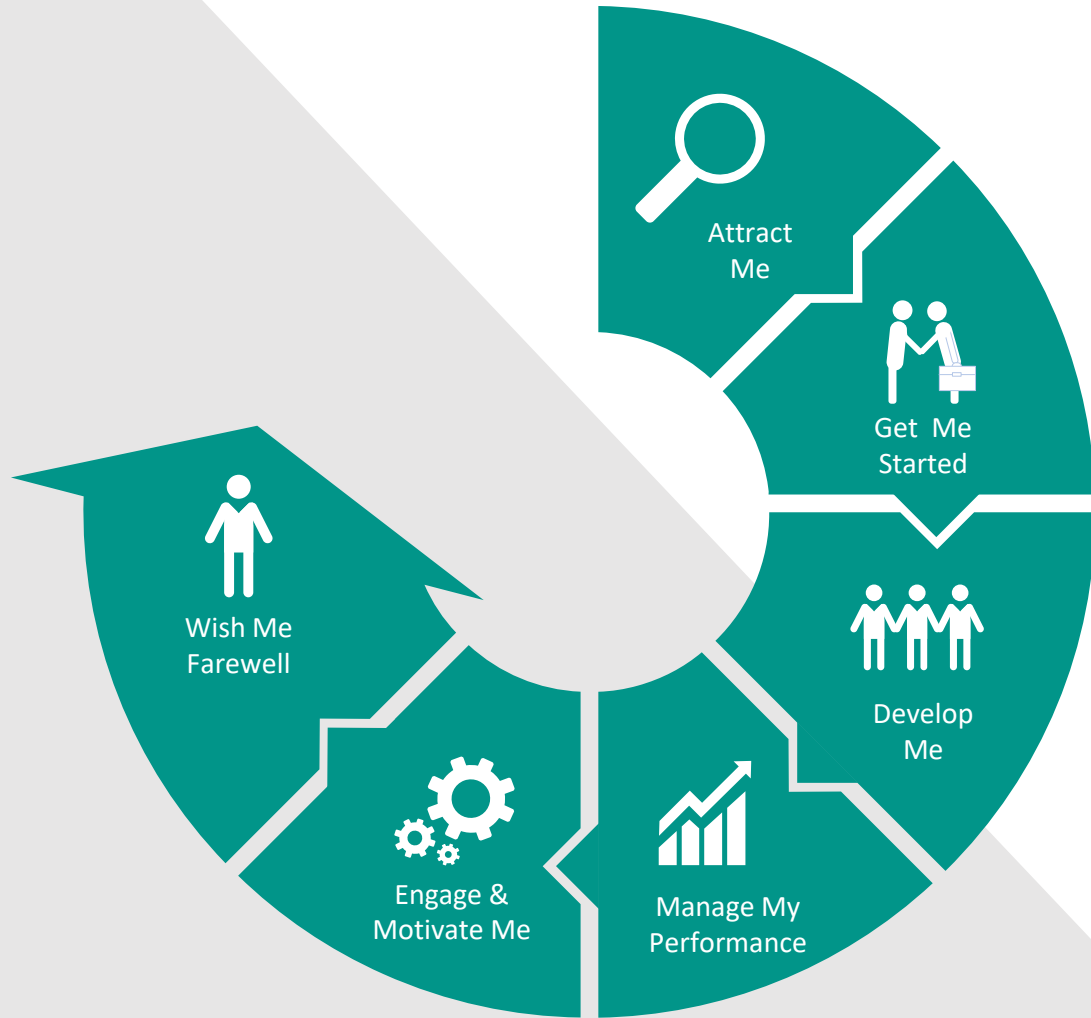 Attract
Me
Get  Me
Started
Develop
Me
Manage My
Performance
Engage &
Motivate Me
Wish Me
Farewell